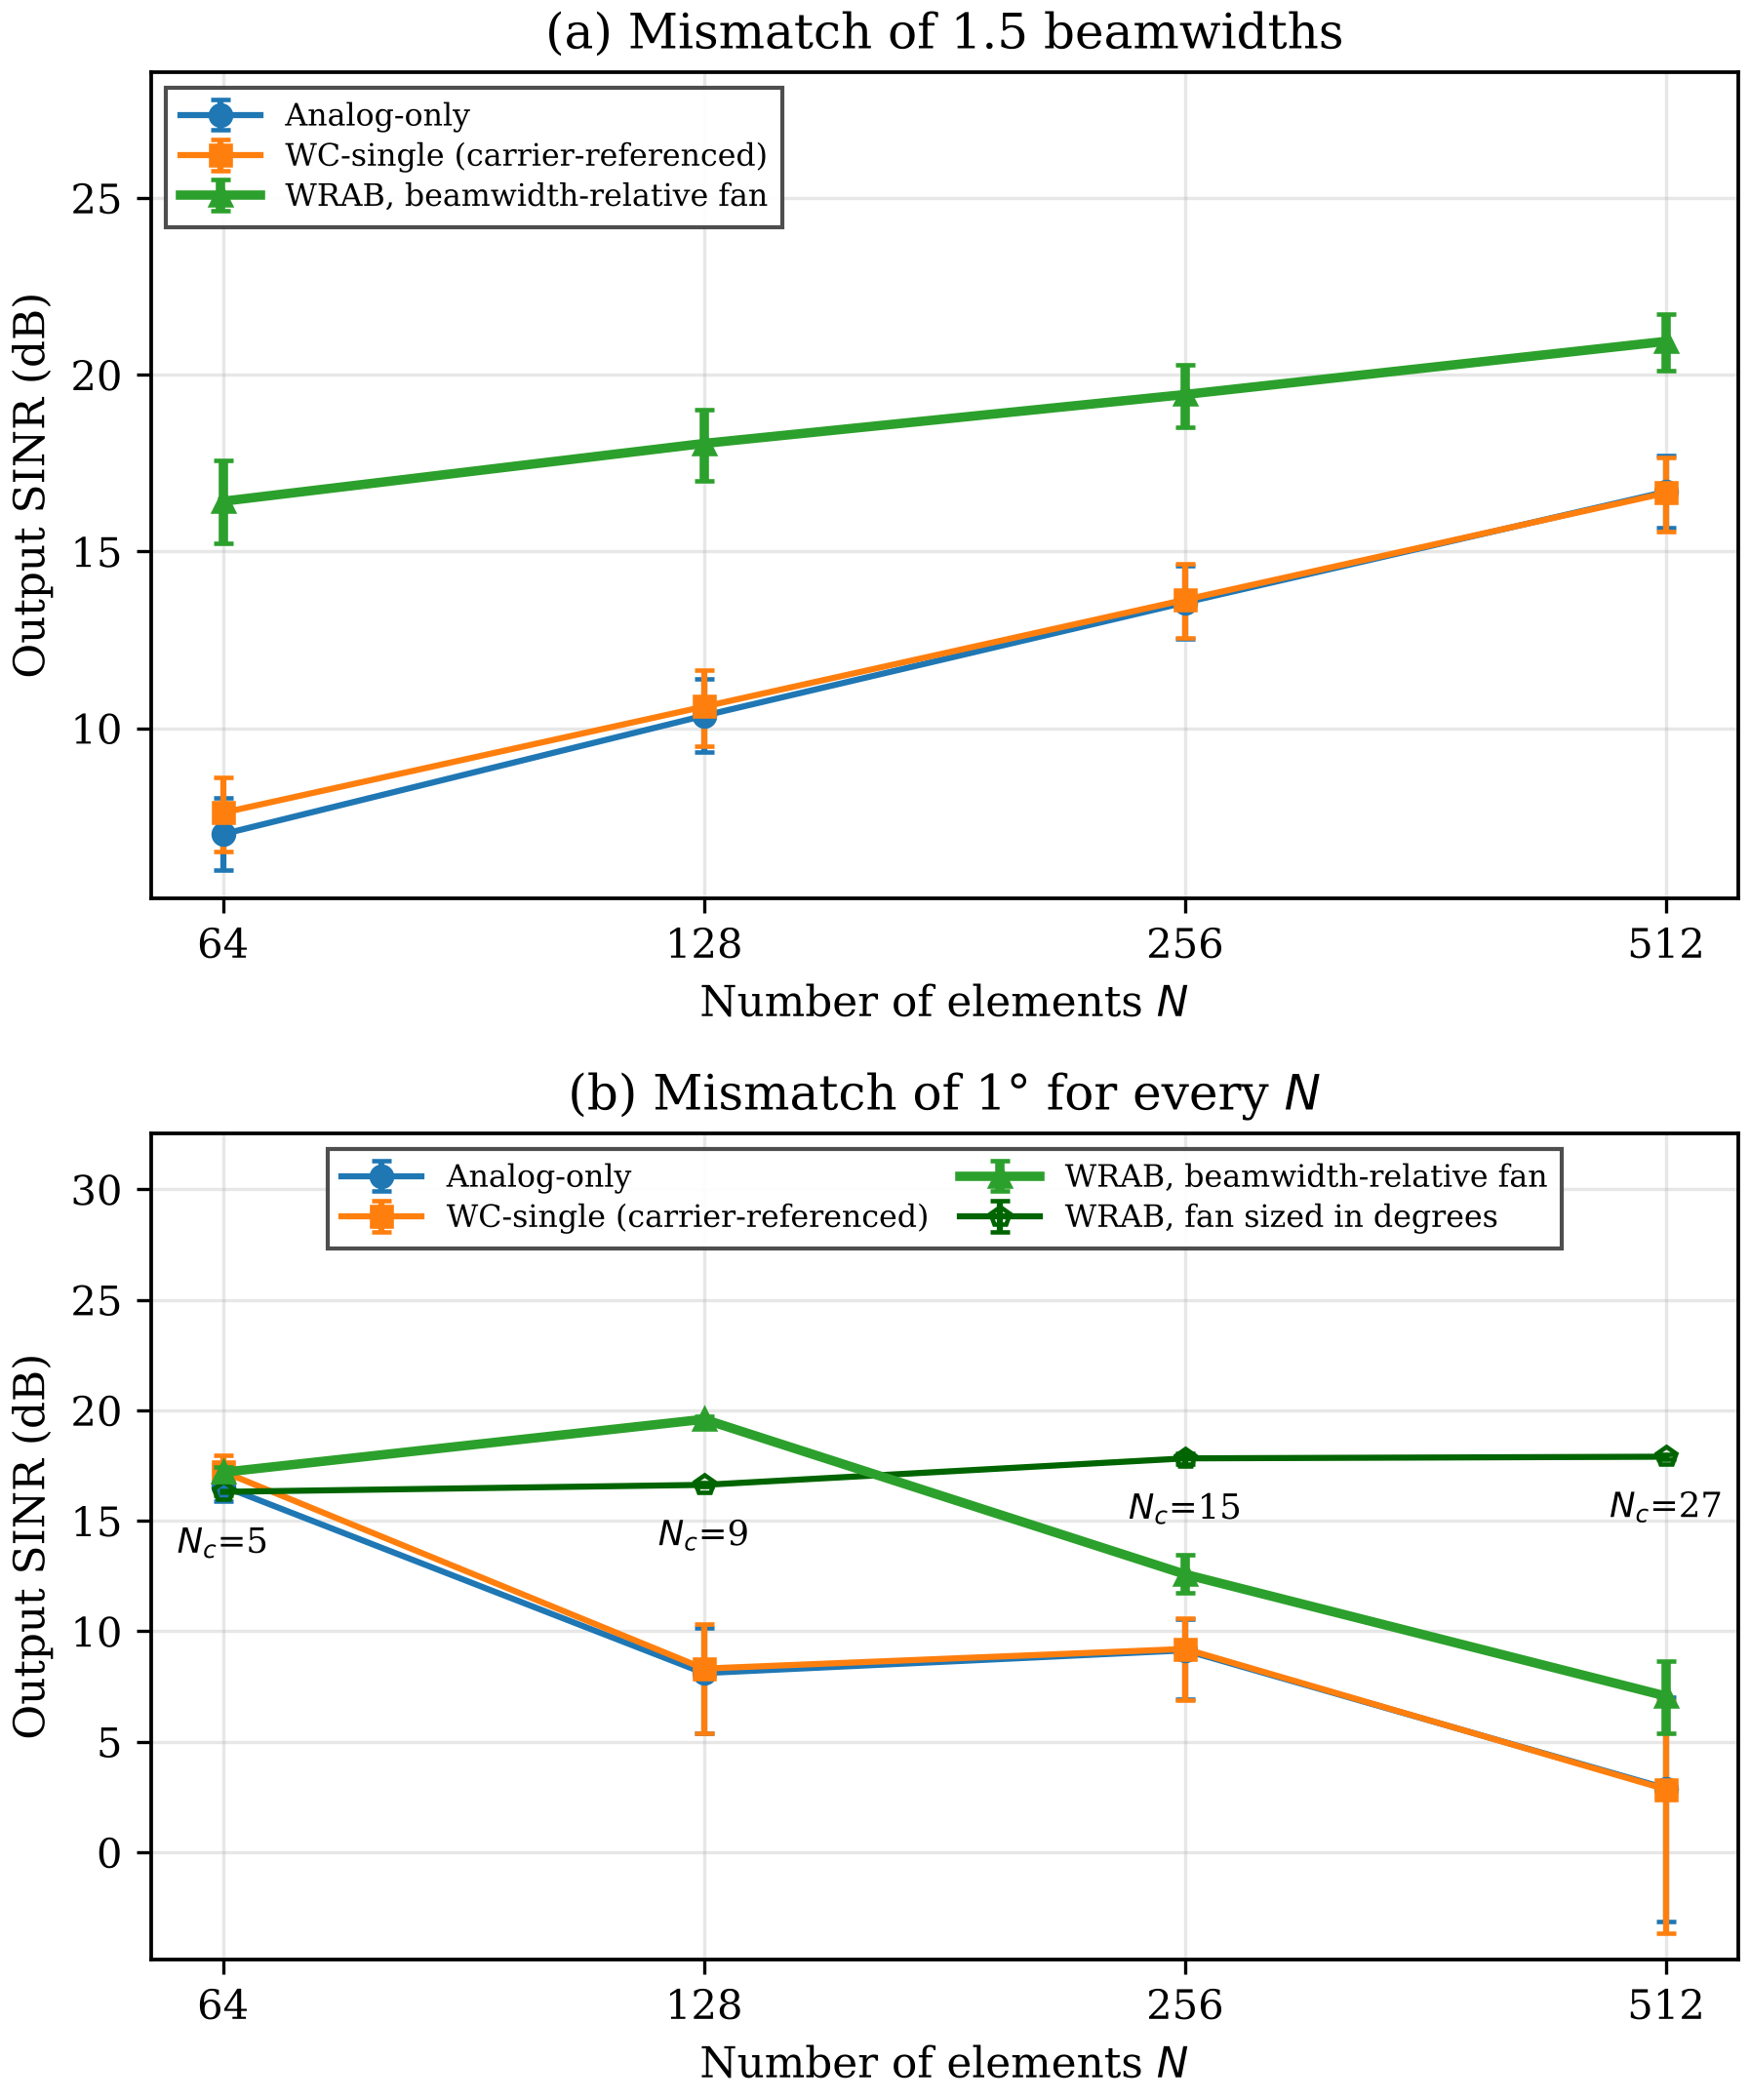 (a) Mismatch of 1.5 beamwidths
Analog-only
WC-single (carrier-referenced)
WRAB, beamwidth-relative fan
Output SINR (dB)
25
20
15
10
64 128 256 512
Number of elements N
(b) Mismatch of 1° for every N
Analog-only
WC-single (carrier-referenced)
WRAB, beamwidth-relative fan
WRAB, fan sized in degrees
Output SINR (dB)
30
25
20
15
10
5
0
N_c=5
N_c=9
N_c=15
N_c=27
64 128 256 512
Number of elements N